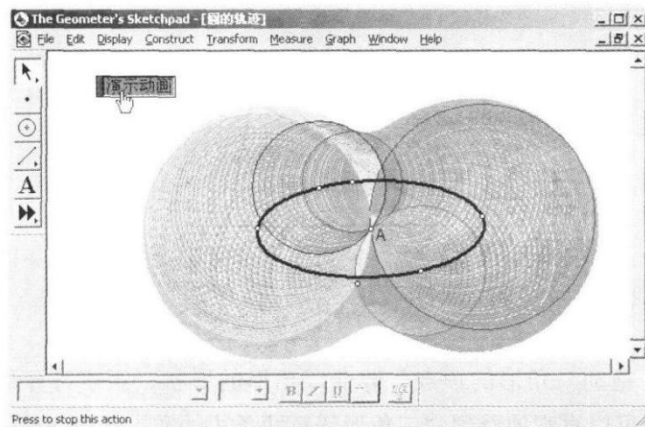 The Geometer's Sketchpad - [圆的轨迹]
File Edit Display Construct Transform Measure Graph Window Help
演示动画
A
A
B I U
Press to stop this action